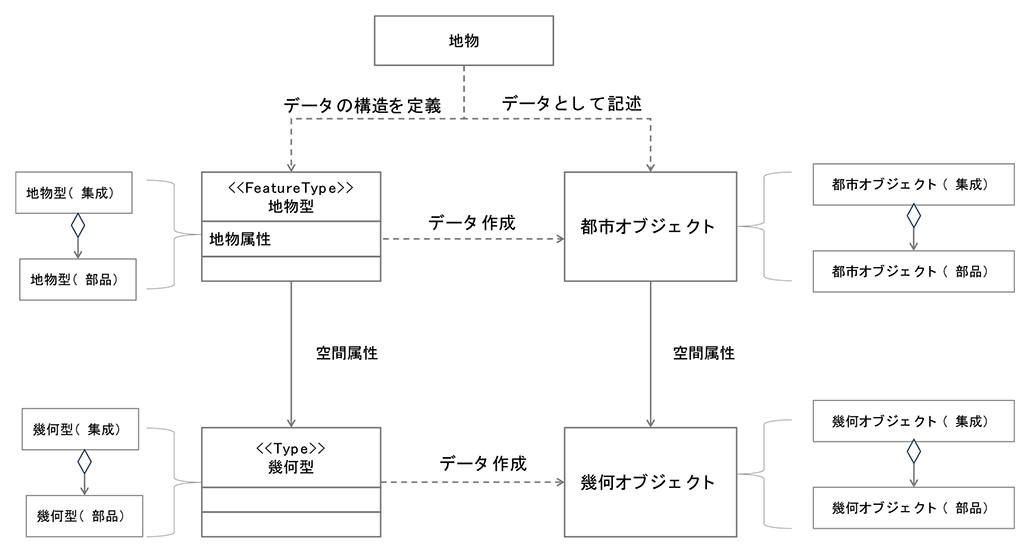 地物
データの構造を定義
データとして記述
地物型( 集成)
地物型( 部品)
<<FeatureType>>
地物型
地物属性
データ作成
都市オブジェクト
都市オブジェクト( 集成)
都市オブジェクト( 部品)
空間属性
空間属性
幾何型( 集成)
幾何型( 部品)
<<Type>>
幾何型
データ作成
幾何オブジェクト
幾何オブジェクト( 集成)
幾何オブジェクト( 部品)